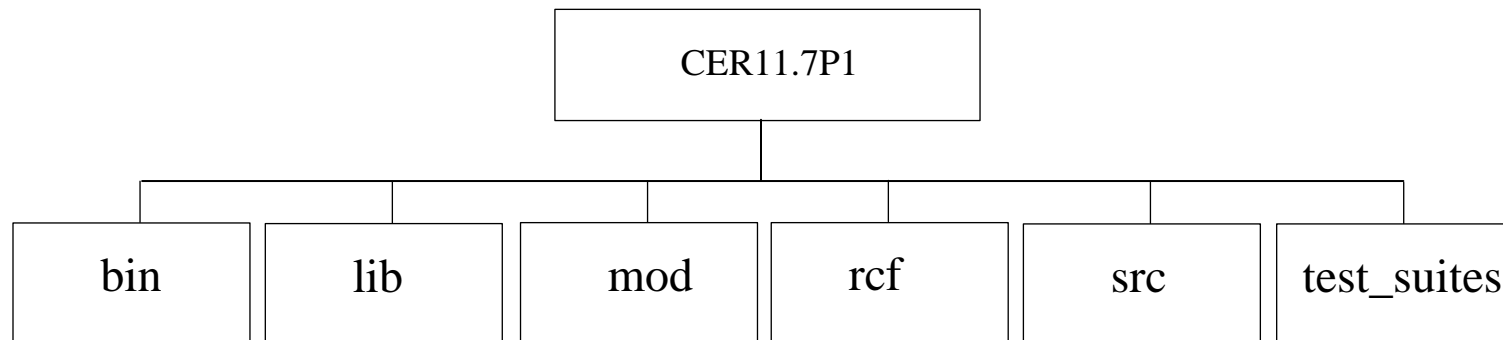 CER11.7P1
bin
lib
mod
rcf
src
test_suites